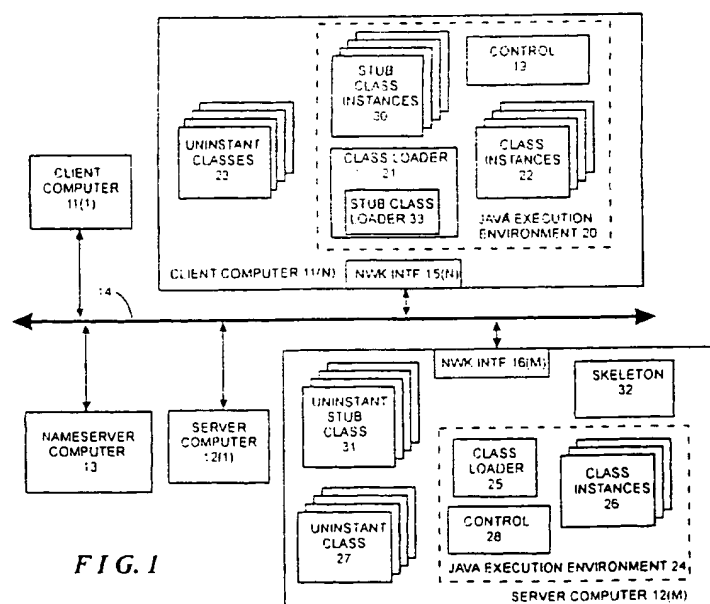 STUB
CLASS
INSTANCES
30
CONTROL
19
UNINSTANT
CLASSES
23
CLASS LOADER
21
STUB CLASS
LOADER 33
CLASS
INSTANCES
22
JAVA EXECUTION
ENVIRONMENT 20
CLIENT COMPUTER 11(N)
NWK INTF 15(N)
CLIENT
COMPUTER
11(1)
14
NAMESERVER
COMPUTER
13
SERVER
COMPUTER
12(1)
NWK INTF 16(M)
UNINSTANT
STUB
CLASS
31
SKELETON
32
CLASS
LOADER
25
CLASS
INSTANCES
26
UNINSTANT
CLASS
27
CONTROL
28
JAVA EXECUTION ENVIRONMENT 24
SERVER COMPUTER 12(M)
FIG. 1